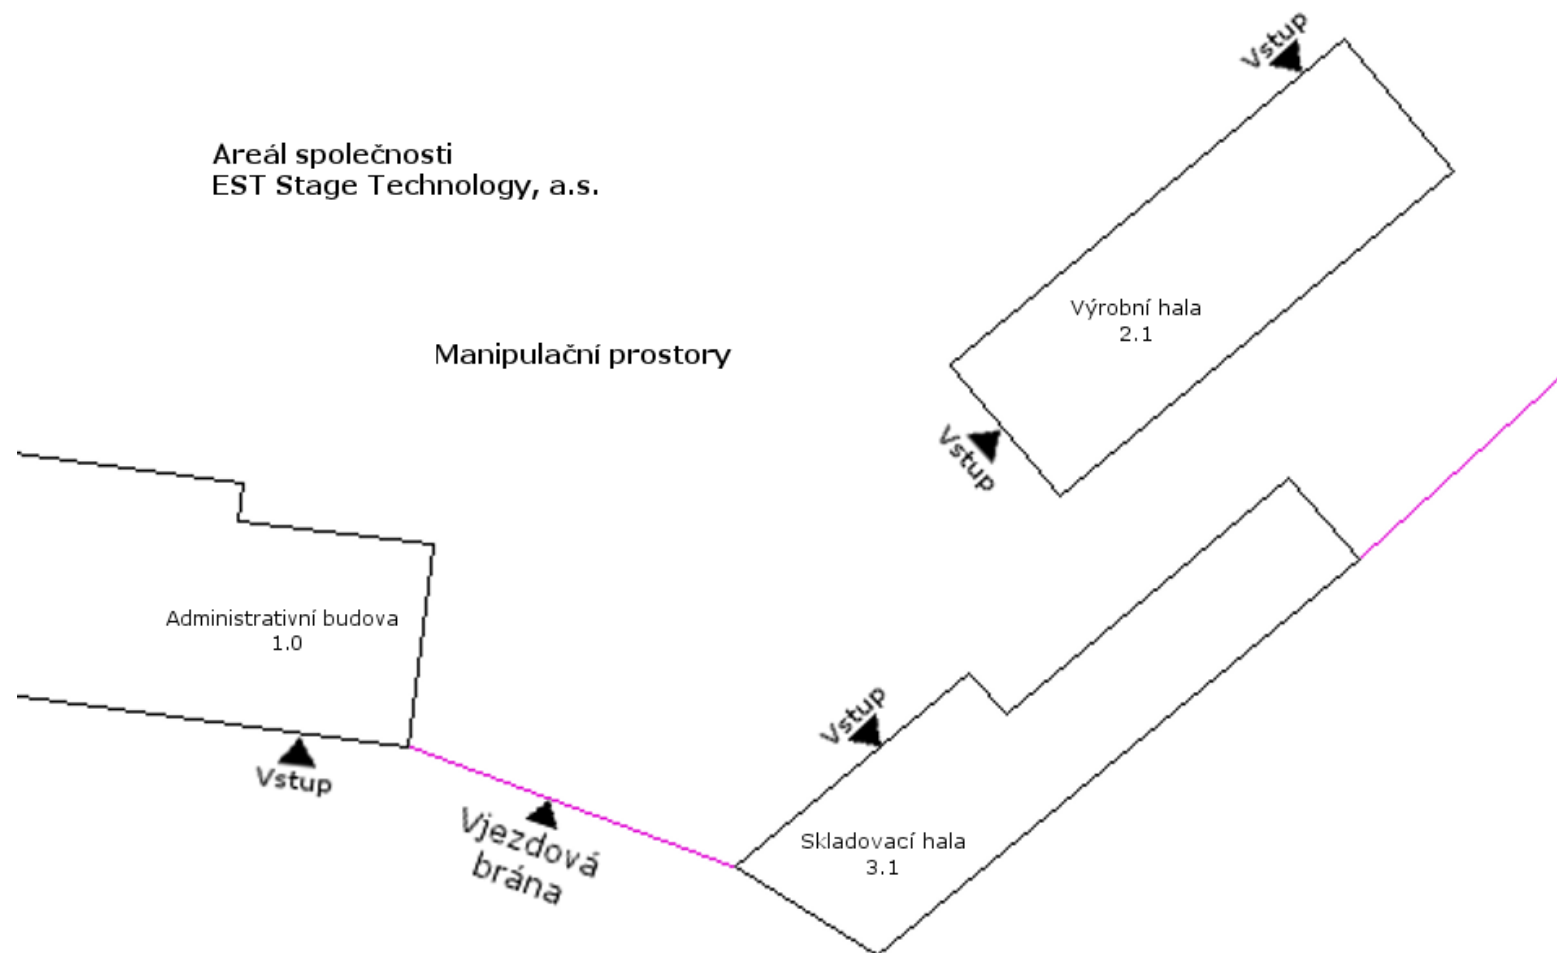 Vstup
Areál společnosti
EST Stage Technology, a.s.
Výrobní hala
2.1
Manipulační prostory
Vstup
Administrativní budova
1.0
Vstup
Vstup
Vjezdová
brána
Skladovací hala
3.1